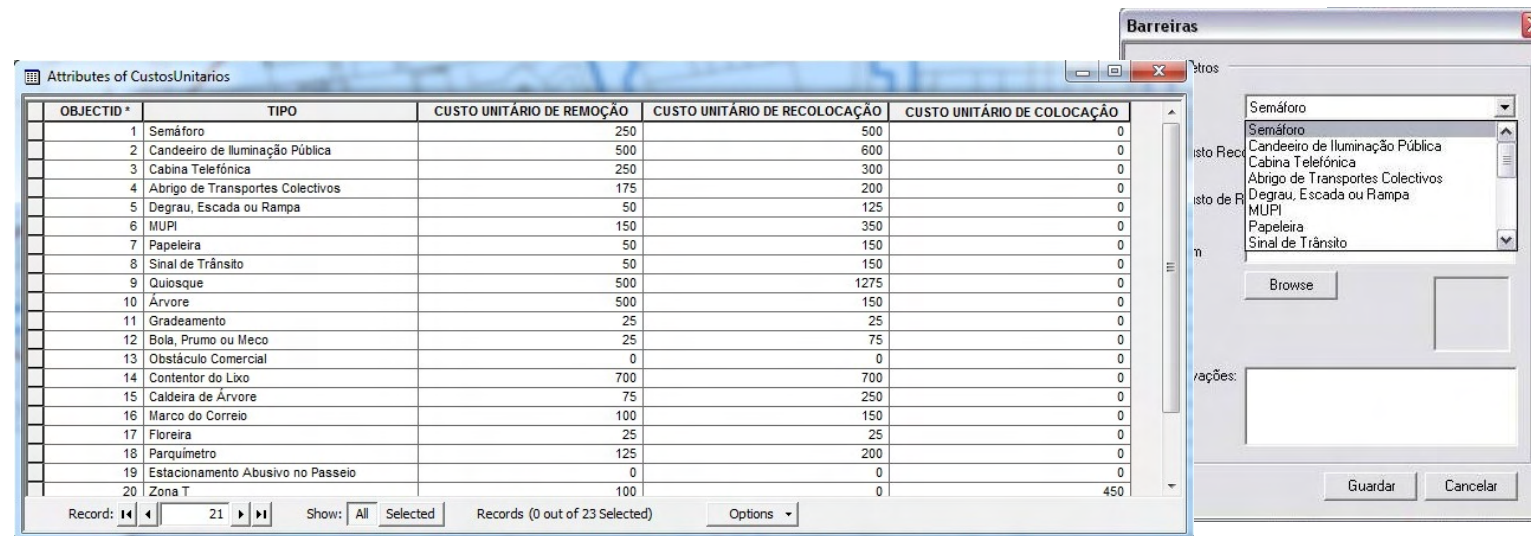 Barreiras
Attributes of CustosUnitarios
OBJECTID * TIPO CUSTO UNITÁRIO DE REMOÇÃO CUSTO UNITÁRIO DE RECOLOCAÇÃO CUSTO UNITÁRIO DE COLOCAÇÂO
1 Semáforo 250 500 0
2 Candeeiro de Iluminação Pública 500 600 0
3 Cabina Telefónica 250 300 0
4 Abrigo de Transportes Colectivos 175 200 0
5 Degrau, Escada ou Rampa 50 125 0
6 MUPI 150 350 0
7 Papeleira 50 150 0
8 Sinal de Trânsito 50 150 0
9 Quiosque 500 1275 0
10 Árvore 500 150 0
11 Gradeamento 25 25 0
12 Bola, Prumo ou Meco 25 75 0
13 Obstáculo Comercial 0 0 0
14 Contentor do Lixo 700 700 0
15 Caldeira de Árvore 75 250 0
16 Marco do Correio 100 150 0
17 Floreira 25 25 0
18 Parquímetro 125 200 0
19 Estacionamento Abusivo no Passeio 0 0 0
20 Zona T 100 0 450
Record: 21 Show: All Selected Records (0 out of 23 Selected) Options
etros
Semáforo
Semáforo
Candeeiro de Iluminação Pública
usto Reco
Cabina Telefónica
Abrigo de Transportes Colectivos
usto de R
Degrau, Escada ou Rampa
MUPI
Papeleira
Sinal de Trânsito
m
Browse
vações:
Guardar Cancelar